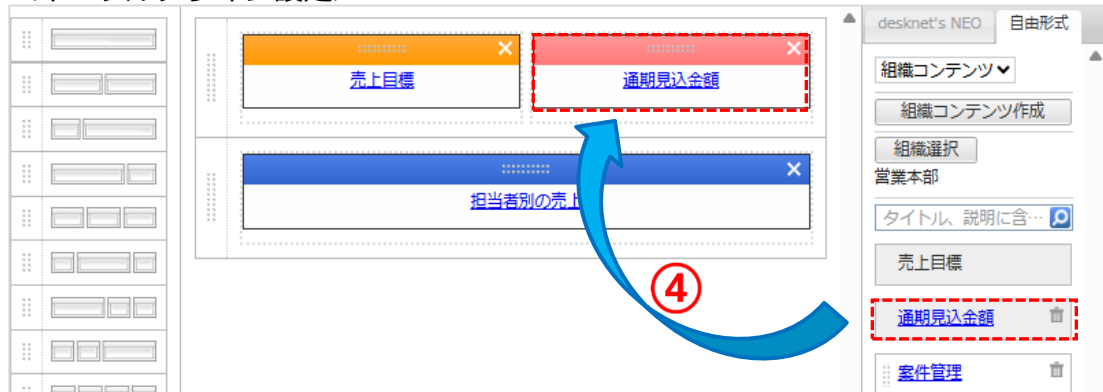 desknet's NEO
自由形式
組織コンテンツ
組織コンテンツ作成
組織選択
営業本部
タイトル、説明に含…
売上目標
通期見込金額
担当者別の売上
④
売上目標
通期見込金額
案件管理